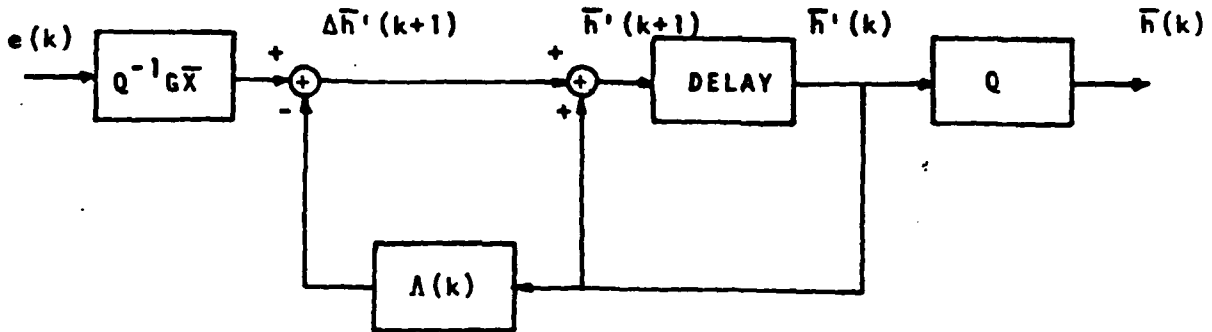 e(k)
Q⁻¹GX̅
+
-
+
Δh̅'(k+1)
+
+
+
h̅'(k+1)
DELAY
h̅'(k)
Q
h̅(k)
Λ(k)